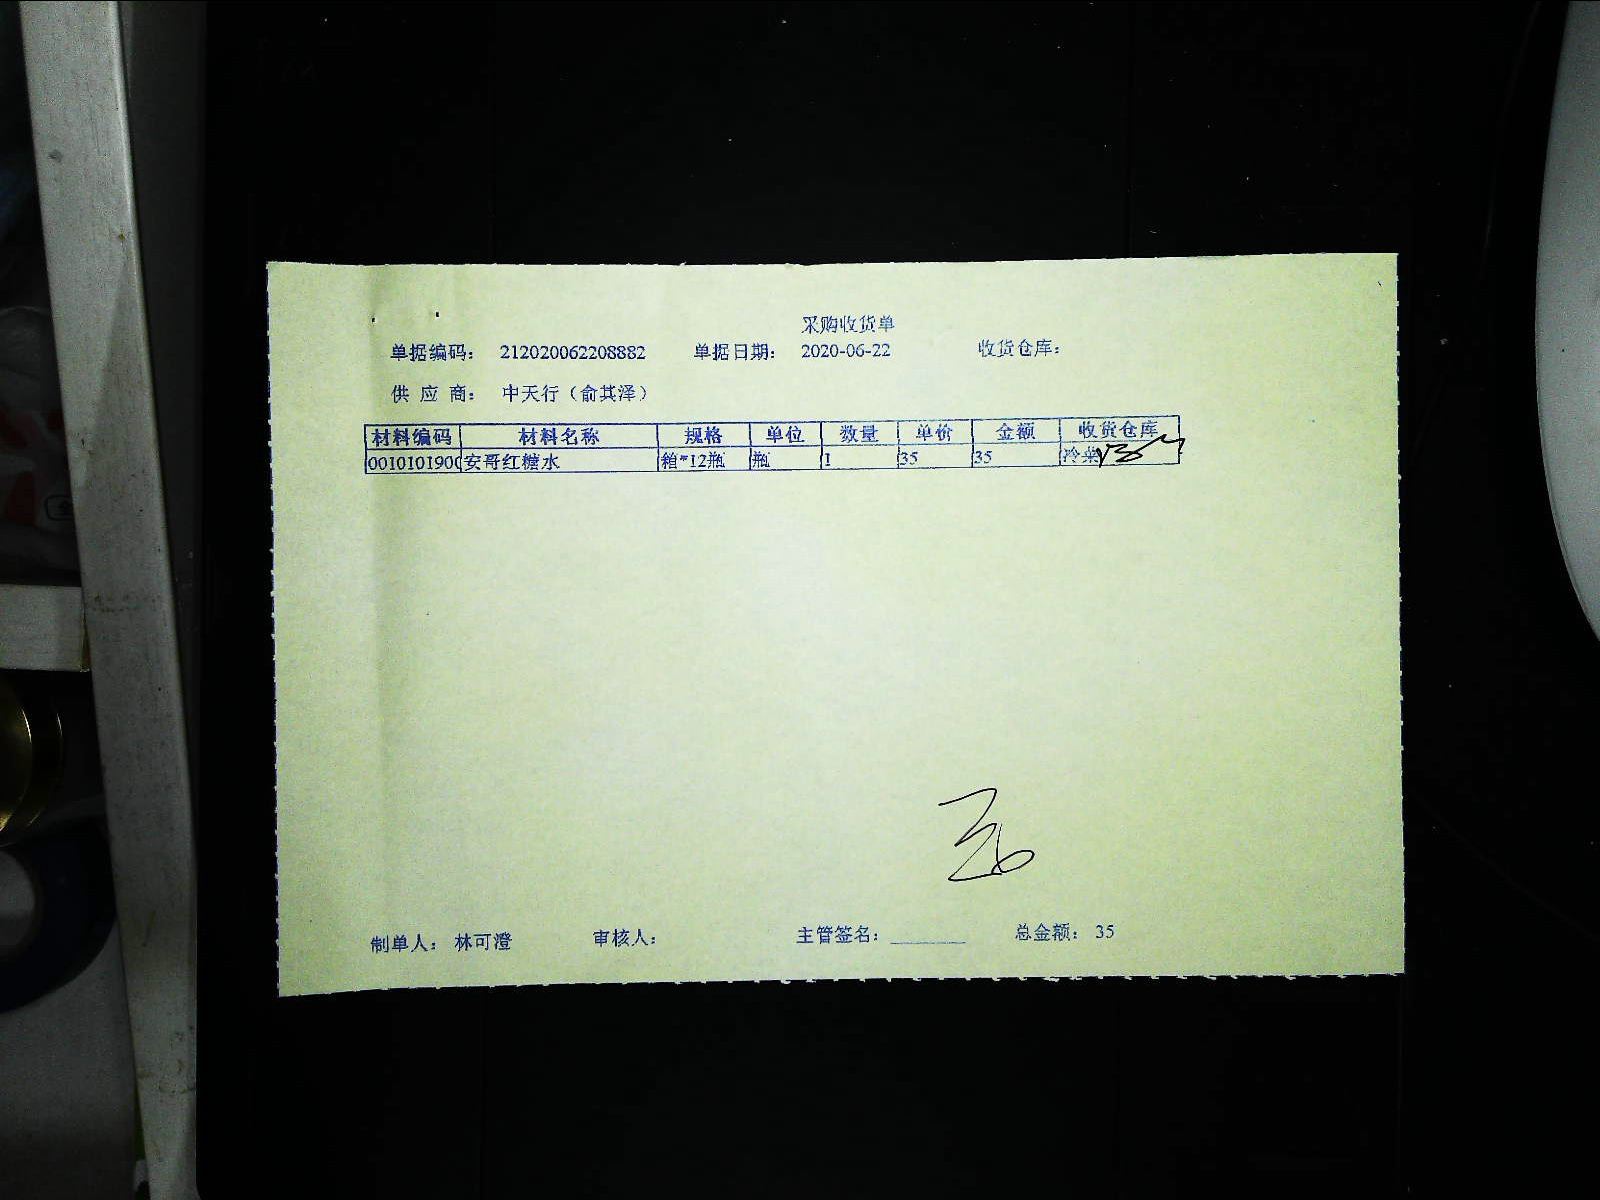 采购收货单
单据编码： 212020062208882 单据日期： 2020-06-22 收货仓库：
供 应 商： 中天行（俞其泽）
材料编码 材料名称 规格 单位 数量 单价 金额 收货仓库
001010190 安哥红糖水 箱*12瓶 瓶 1 35 35 冷菜
制单人： 林可澄 审核人： 主管签名： 总金额： 35